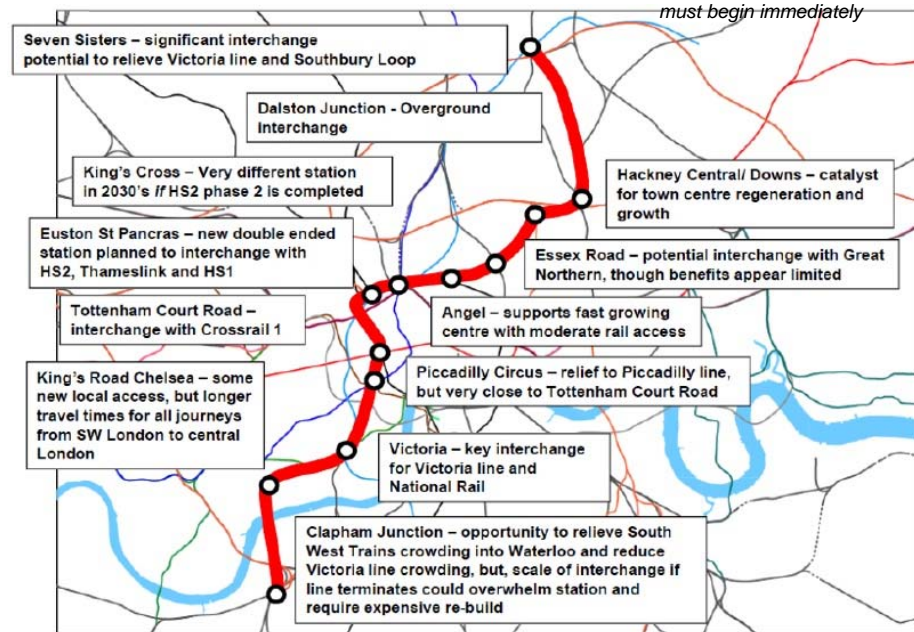 must begin immediately
Seven Sisters – significant interchange
potential to relieve Victoria line and Southbury Loop
Dalston Junction - Overground
interchange
King's Cross – Very different station
in 2030's if HS2 phase 2 is completed
Hackney Central/ Downs – catalyst
for town centre regeneration and
growth
Euston St Pancras – new double ended
station planned to interchange with
HS2, Thameslink and HS1
Essex Road – potential interchange with Great
Northern, though benefits appear limited
Tottenham Court Road –
interchange with Crossrail 1
Angel – supports fast growing
centre with moderate rail access
King's Road Chelsea – some
new local access, but longer
travel times for all journeys
from SW London to central
London
Piccadilly Circus – relief to Piccadilly line,
but very close to Tottenham Court Road
Victoria – key interchange
for Victoria line and
National Rail
Clapham Junction – opportunity to relieve South
West Trains crowding into Waterloo and reduce
Victoria line crowding, but, scale of interchange if
line terminates could overwhelm station and
require expensive re-build